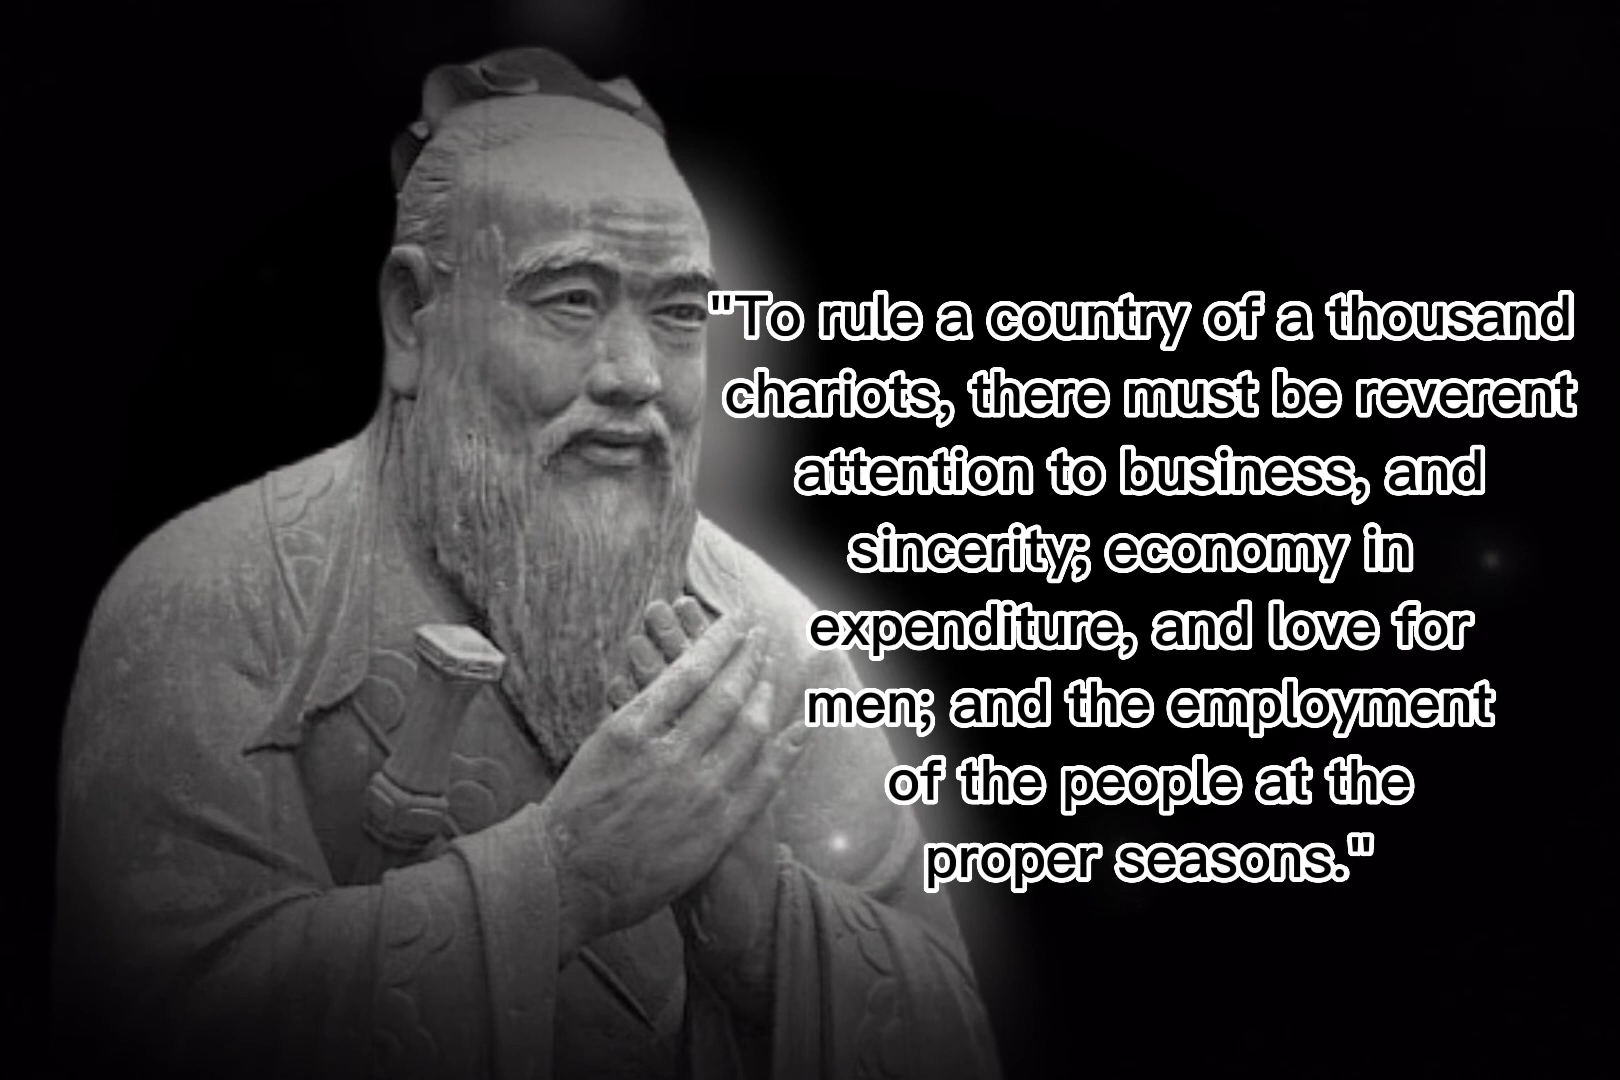 "To rule a country of a thousand
chariots, there must be reverent
attention to business, and
sincerity; economy in
expenditure, and love for
men; and the employment
of the people at the
proper seasons."